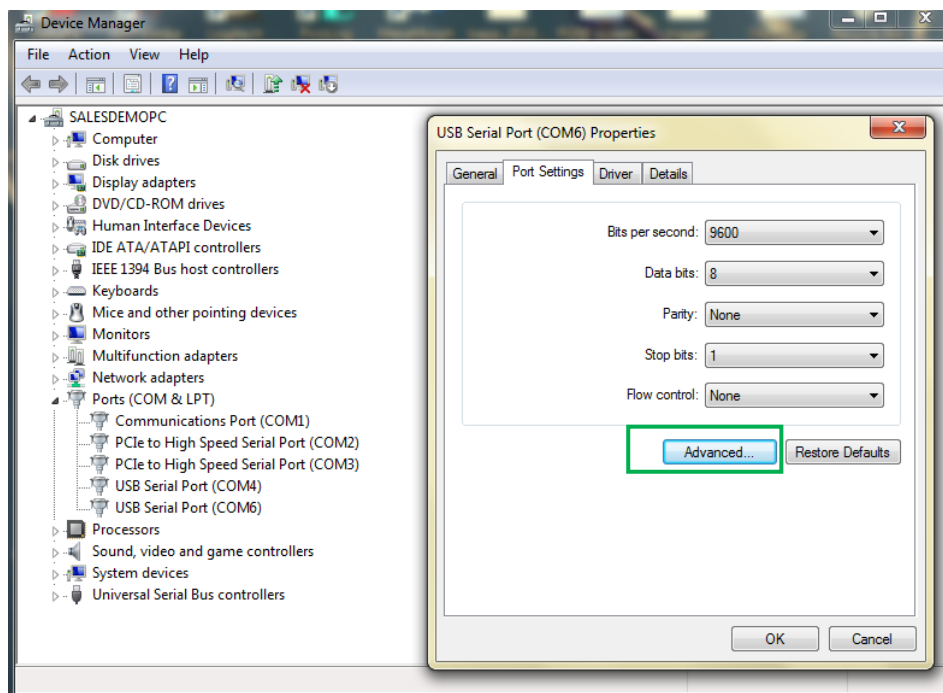 Device Manager
File Action View Help
SALESDEMOPC
Computer
Disk drives
Display adapters
DVD/CD-ROM drives
Human Interface Devices
IDE ATA/ATAPI controllers
IEEE 1394 Bus host controllers
Keyboards
Mice and other pointing devices
Monitors
Multifunction adapters
Network adapters
Ports (COM & LPT)
Communications Port (COM1)
PCIe to High Speed Serial Port (COM2)
PCIe to High Speed Serial Port (COM3)
USB Serial Port (COM4)
USB Serial Port (COM6)
Processors
Sound, video and game controllers
System devices
Universal Serial Bus controllers
USB Serial Port (COM6) Properties
General Port Settings Driver Details
Bits per second: 9600
Data bits: 8
Parity: None
Stop bits: 1
Flow control: None
Advanced... Restore Defaults
OK Cancel